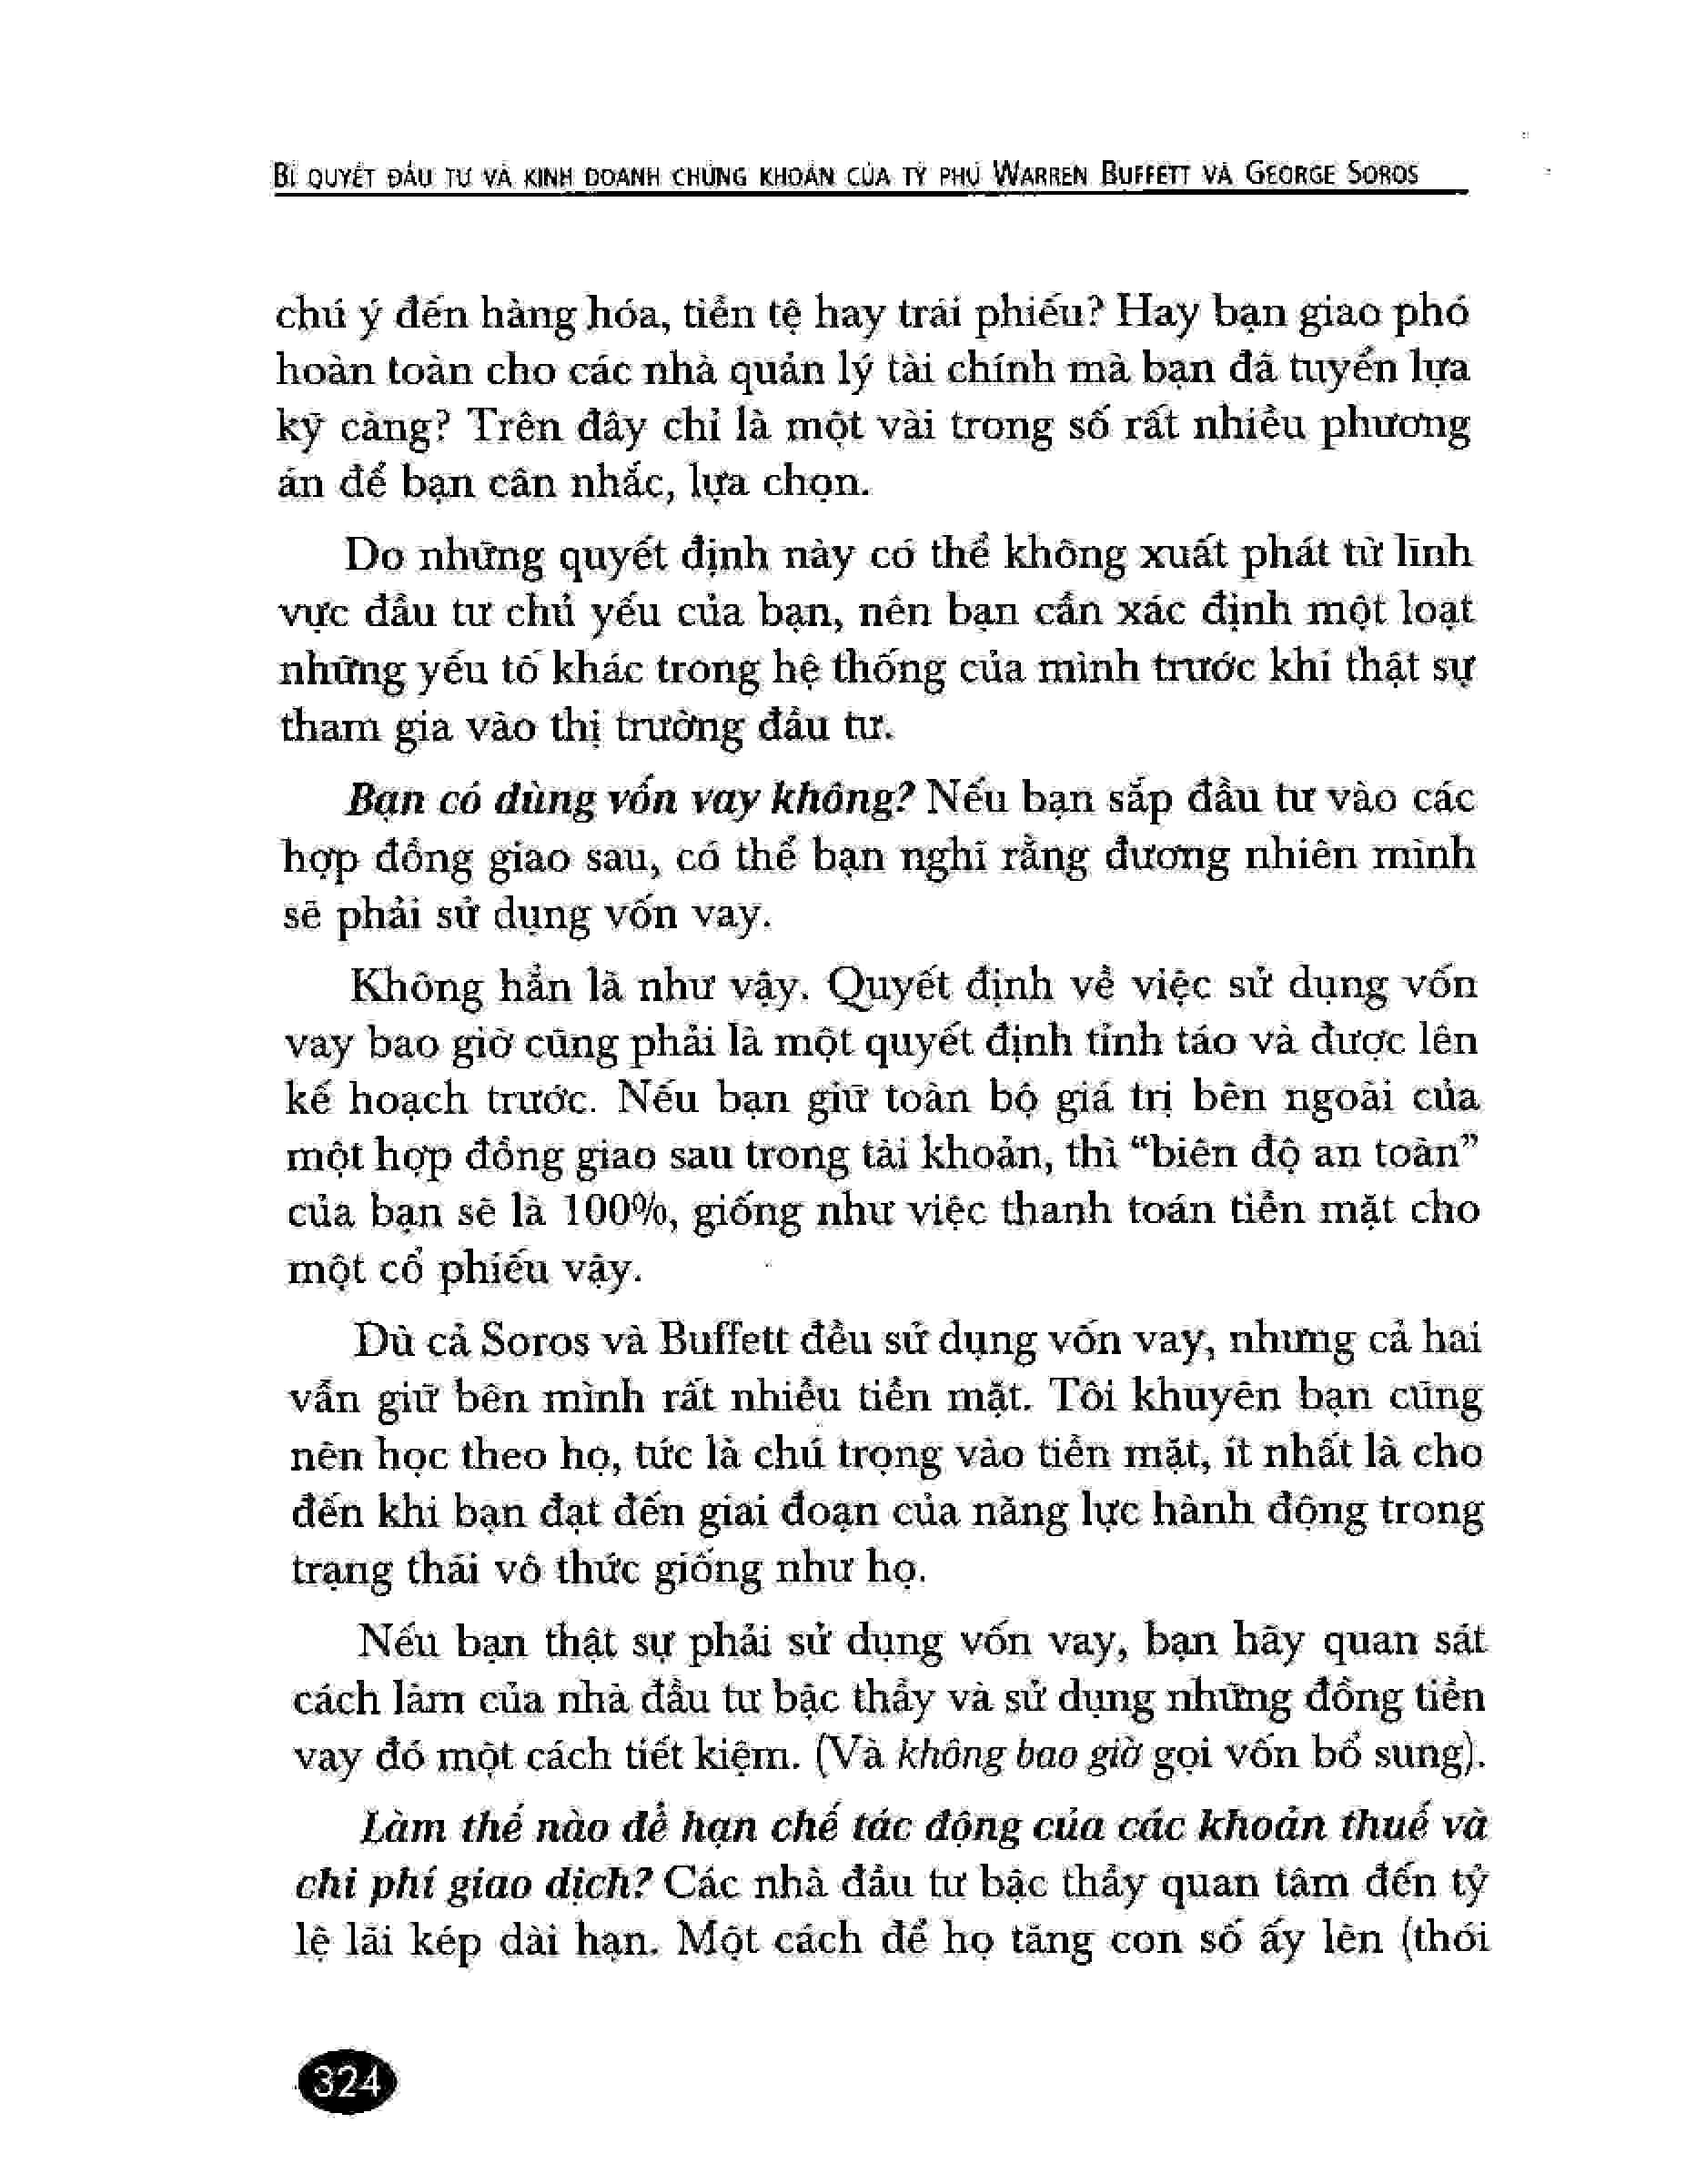 BÍ QUYẾT ĐẦU TƯ VÀ KINH DOANH CHỨNG KHOÁN CỦA TỶ PHÚ WARREN BUFFETT VÀ GEORGE SOROS
chú ý đến hàng hóa, tiền tệ hay trái phiếu? Hay bạn giao phó
hoàn toàn cho các nhà quản lý tài chính mà bạn đã tuyển lựa
kỹ càng? Trên đây chỉ là một vài trong số rất nhiều phương
án để bạn cân nhắc, lựa chọn.
Do những quyết định này có thể không xuất phát từ lĩnh
vực đầu tư chủ yếu của bạn, nên bạn cần xác định một loạt
những yếu tố khác trong hệ thống của mình trước khi thật sự
tham gia vào thị trường đầu tư.
Bạn có dùng vốn vay không? Nếu bạn sắp đầu tư vào các
hợp đồng giao sau, có thể bạn nghĩ rằng đương nhiên mình
sẽ phải sử dụng vốn vay.
Không hẳn là như vậy. Quyết định về việc sử dụng vốn
vay bao giờ cũng phải là một quyết định tỉnh táo và được lên
kế hoạch trước. Nếu bạn giữ toàn bộ giá trị bên ngoài của
một hợp đồng giao sau trong tài khoản, thì “biên độ an toàn”
của bạn sẽ là 100%, giống như việc thanh toán tiền mặt cho
một cổ phiếu vậy.
Dù cả Soros và Buffett đều sử dụng vốn vay, nhưng cả hai
vẫn giữ bên mình rất nhiều tiền mặt. Tôi khuyên bạn cũng
nên học theo họ, tức là chú trọng vào tiền mặt, ít nhất là cho
đến khi bạn đạt đến giai đoạn của năng lực hành động trong
trạng thái vô thức giống như họ.
Nếu bạn thật sự phải sử dụng vốn vay, bạn hãy quan sát
cách làm của nhà đầu tư bậc thầy và sử dụng những đồng tiền
vay đó một cách tiết kiệm. (Và không bao giờ gọi vốn bổ sung).
Làm thế nào để hạn chế tác động của các khoản thuế và
chi phí giao dịch? Các nhà đầu tư bậc thầy quan tâm đến tỷ
lệ lãi kép dài hạn. Một cách để họ tăng con số ấy lên (thói
324